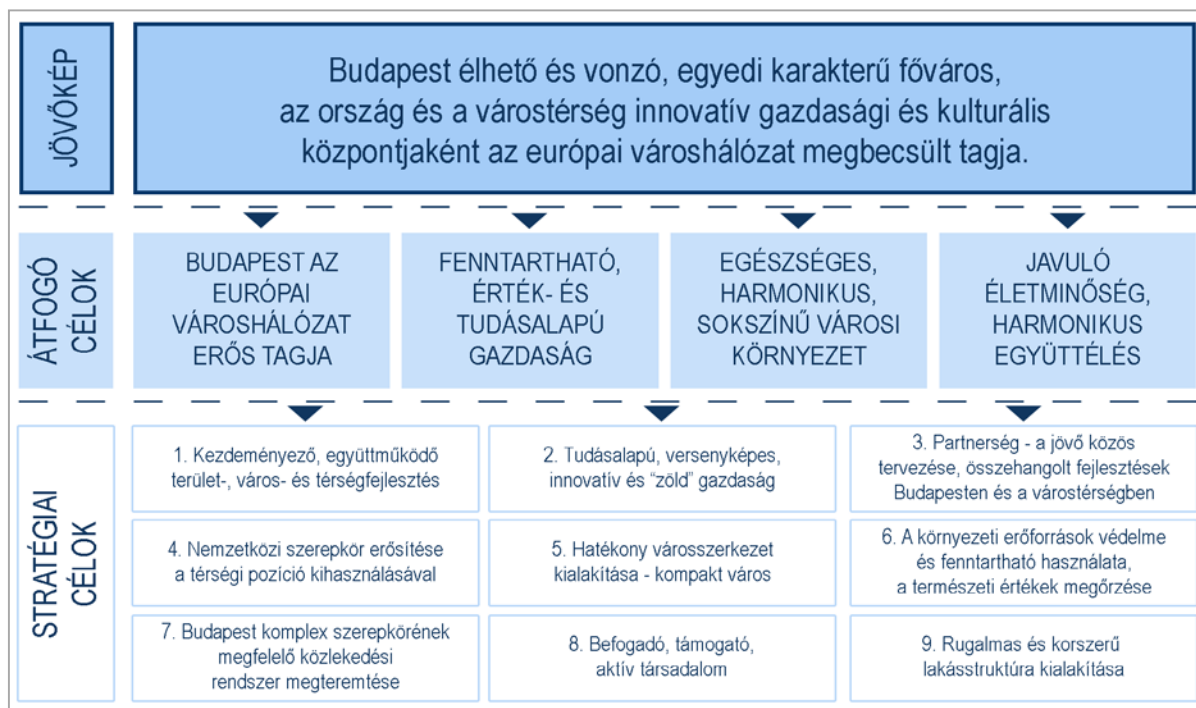 JÖVŐKÉP
Budapest élhető és vonzó, egyedi karakterű főváros,
az ország és a várostérség innovatív gazdasági és kulturális
központjaként az európai városhálózat megbecsült tagja.
ÁTFOGÓ
CÉLOK
BUDAPEST AZ
EURÓPAI
VÁROSHÁLÓZAT
ERŐS TAGJA
FENNTARTHATÓ,
ÉRTÉK- ÉS
TUDÁSALAPÚ
GAZDASÁG
EGÉSZSÉGES,
HARMONIKUS,
SOKSZÍNŰ VÁROSI
KÖRNYEZET
JAVULÓ
ÉLETMINŐSÉG,
HARMONIKUS
EGYÜTTÉLÉS
STRATÉGIAI
CÉLOK
1. Kezdeményező, együttműködő
terület-, város- és térségfejlesztés
2. Tudásalapú, versenyképes,
innovatív és “zöld” gazdaság
3. Partnerség - a jövő közös
tervezése, összehangolt fejlesztések
Budapesten és a várostérségben
4. Nemzetközi szerepkör erősítése
a térségi pozíció kihasználásával
5. Hatékony városszerkezet
kialakítása - kompakt város
6. A környezeti erőforrások védelme
és fenntartható használata,
a természeti értékek megőrzése
7. Budapest komplex szerepkörének
megfelelő közlekedési
rendszer megteremtése
8. Befogadó, támogató,
aktív társadalom
9. Rugalmas és korszerű
lakásstruktúra kialakítása